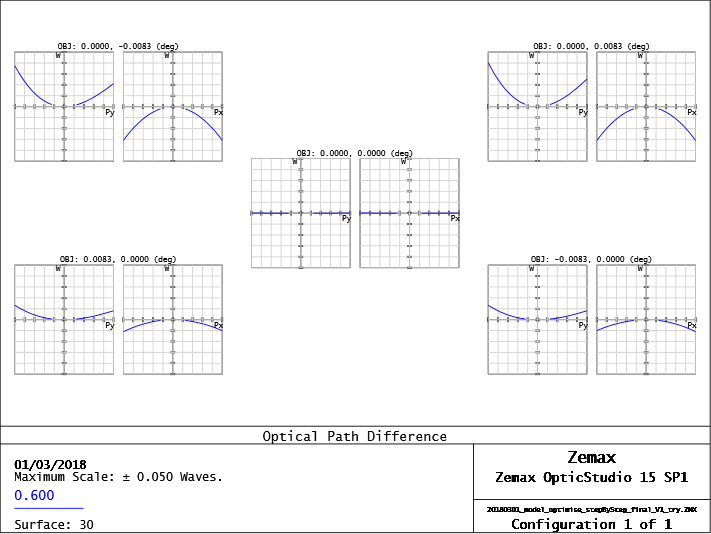 OBJ: 0.0000, -0.0083 (deg)
W
Py
W
Px
OBJ: 0.0000, 0.0083 (deg)
W
Py
W
Px
OBJ: 0.0000, 0.0000 (deg)
W
Py
W
Px
OBJ: 0.0083, 0.0000 (deg)
W
Py
W
Px
OBJ: -0.0083, 0.0000 (deg)
W
Py
W
Px
Optical Path Difference
01/03/2018
Maximum Scale: ± 0.050 Waves.
0.600
Surface: 30
Zemax
Zemax OpticStudio 15 SP1
20180301_model_optimise_stepByStep_final_V1_try.ZMX
Configuration 1 of 1